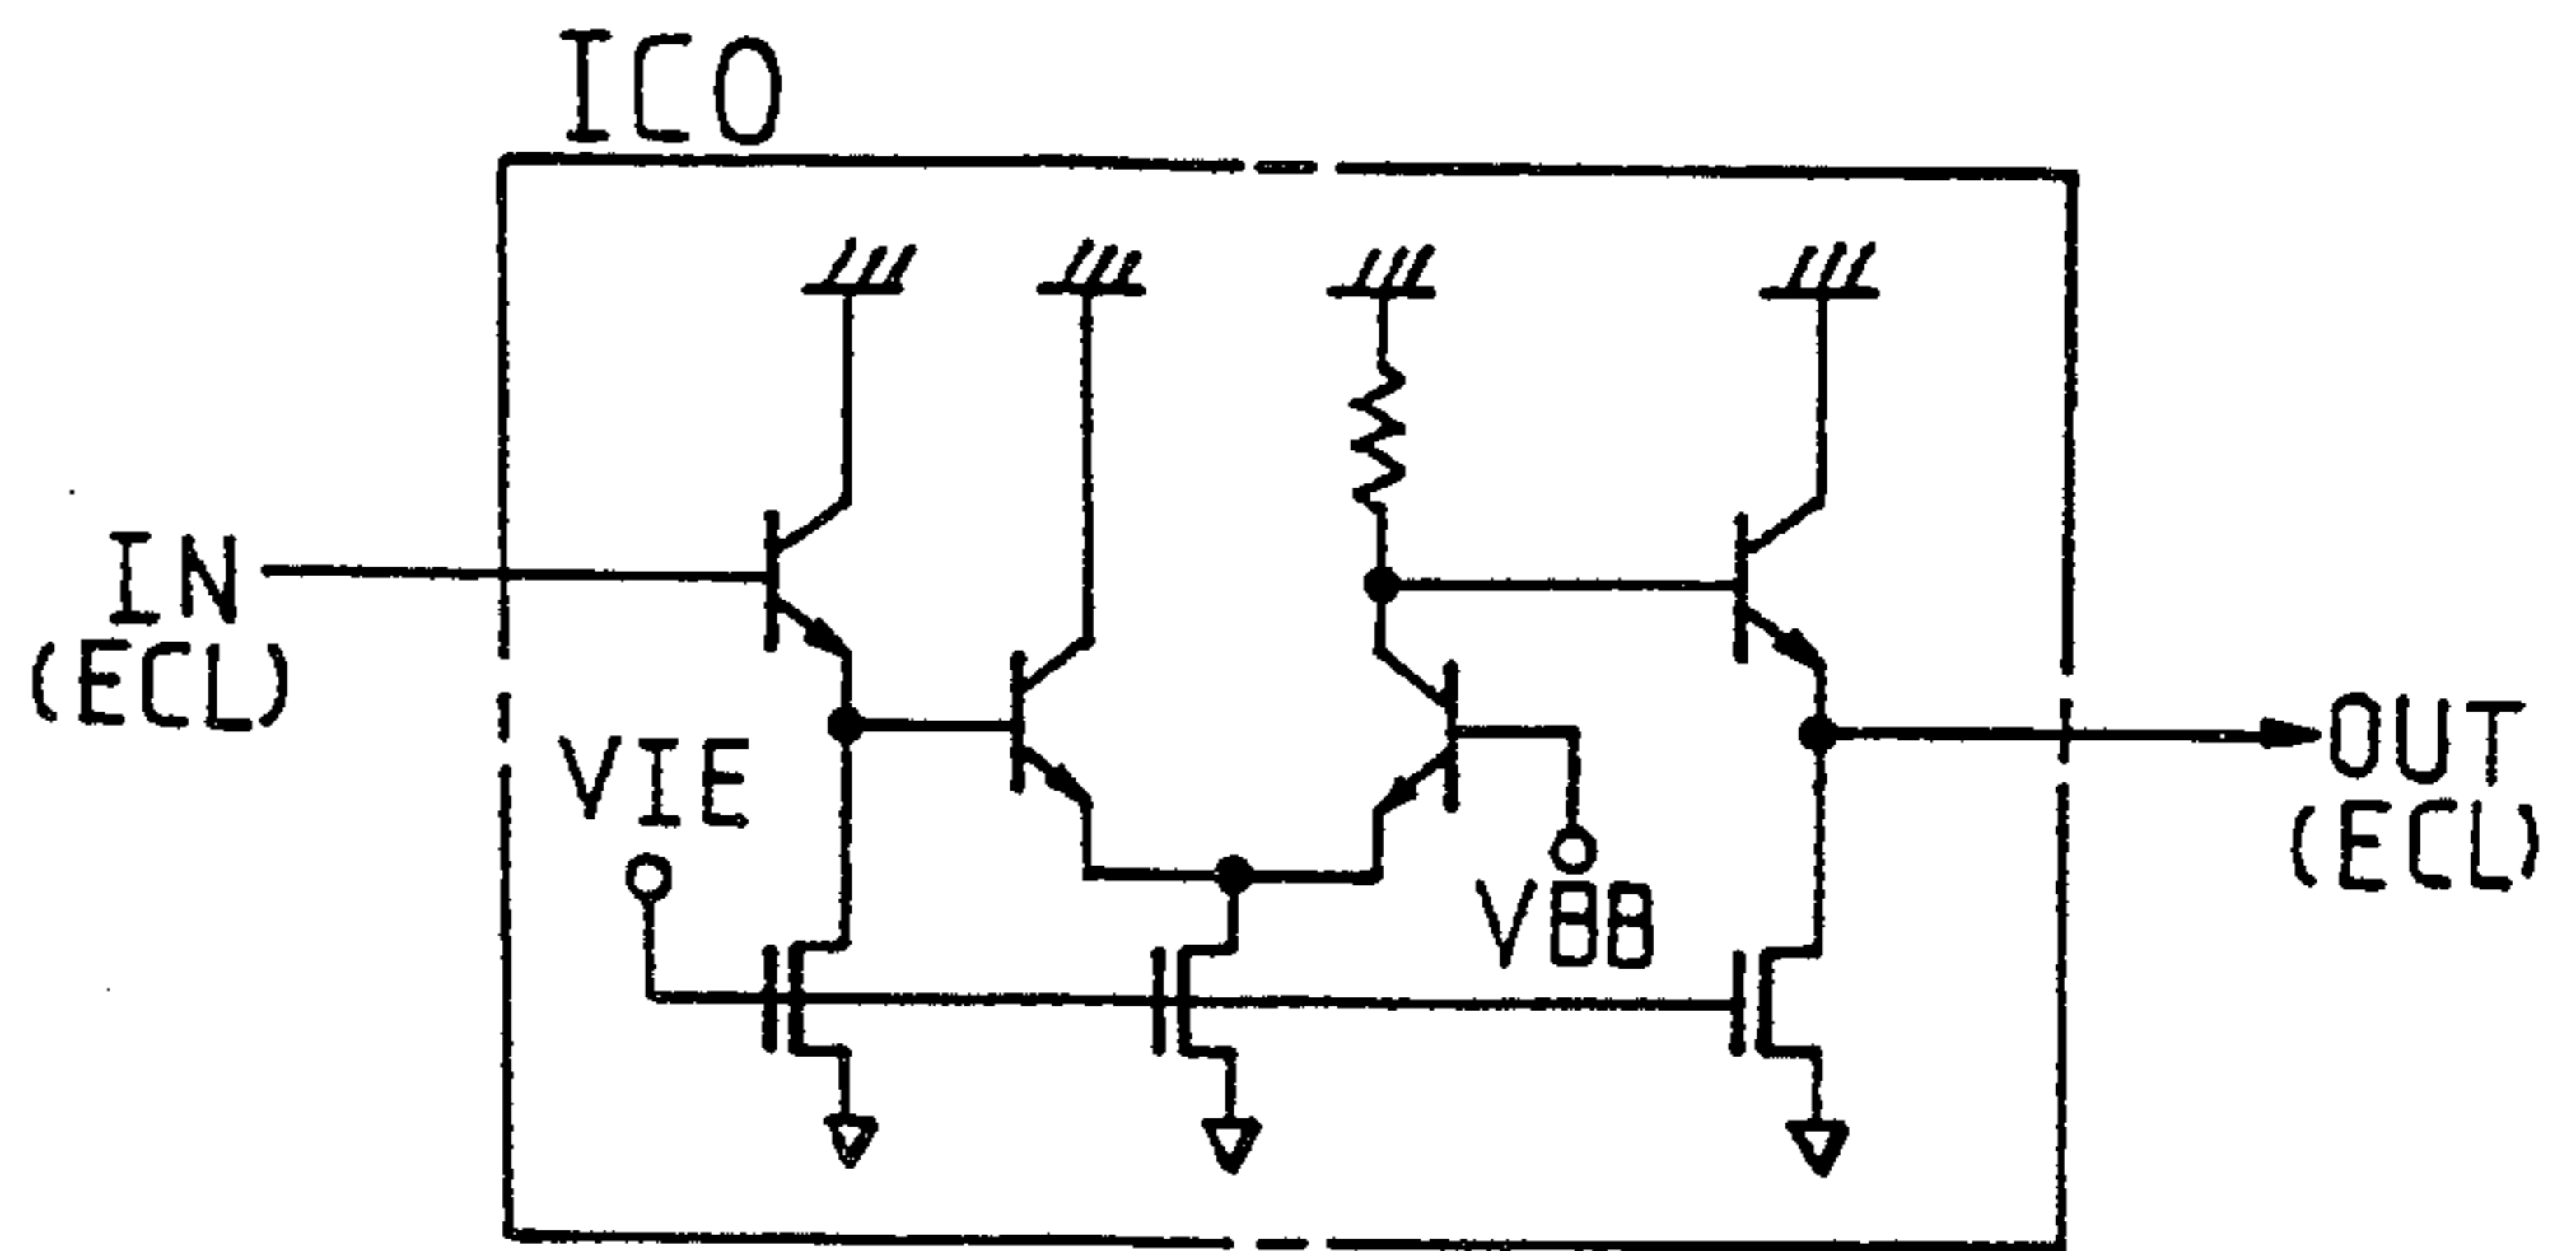 ICO
IN
(ECL)
VIE
VBB
OUT
(ECL)